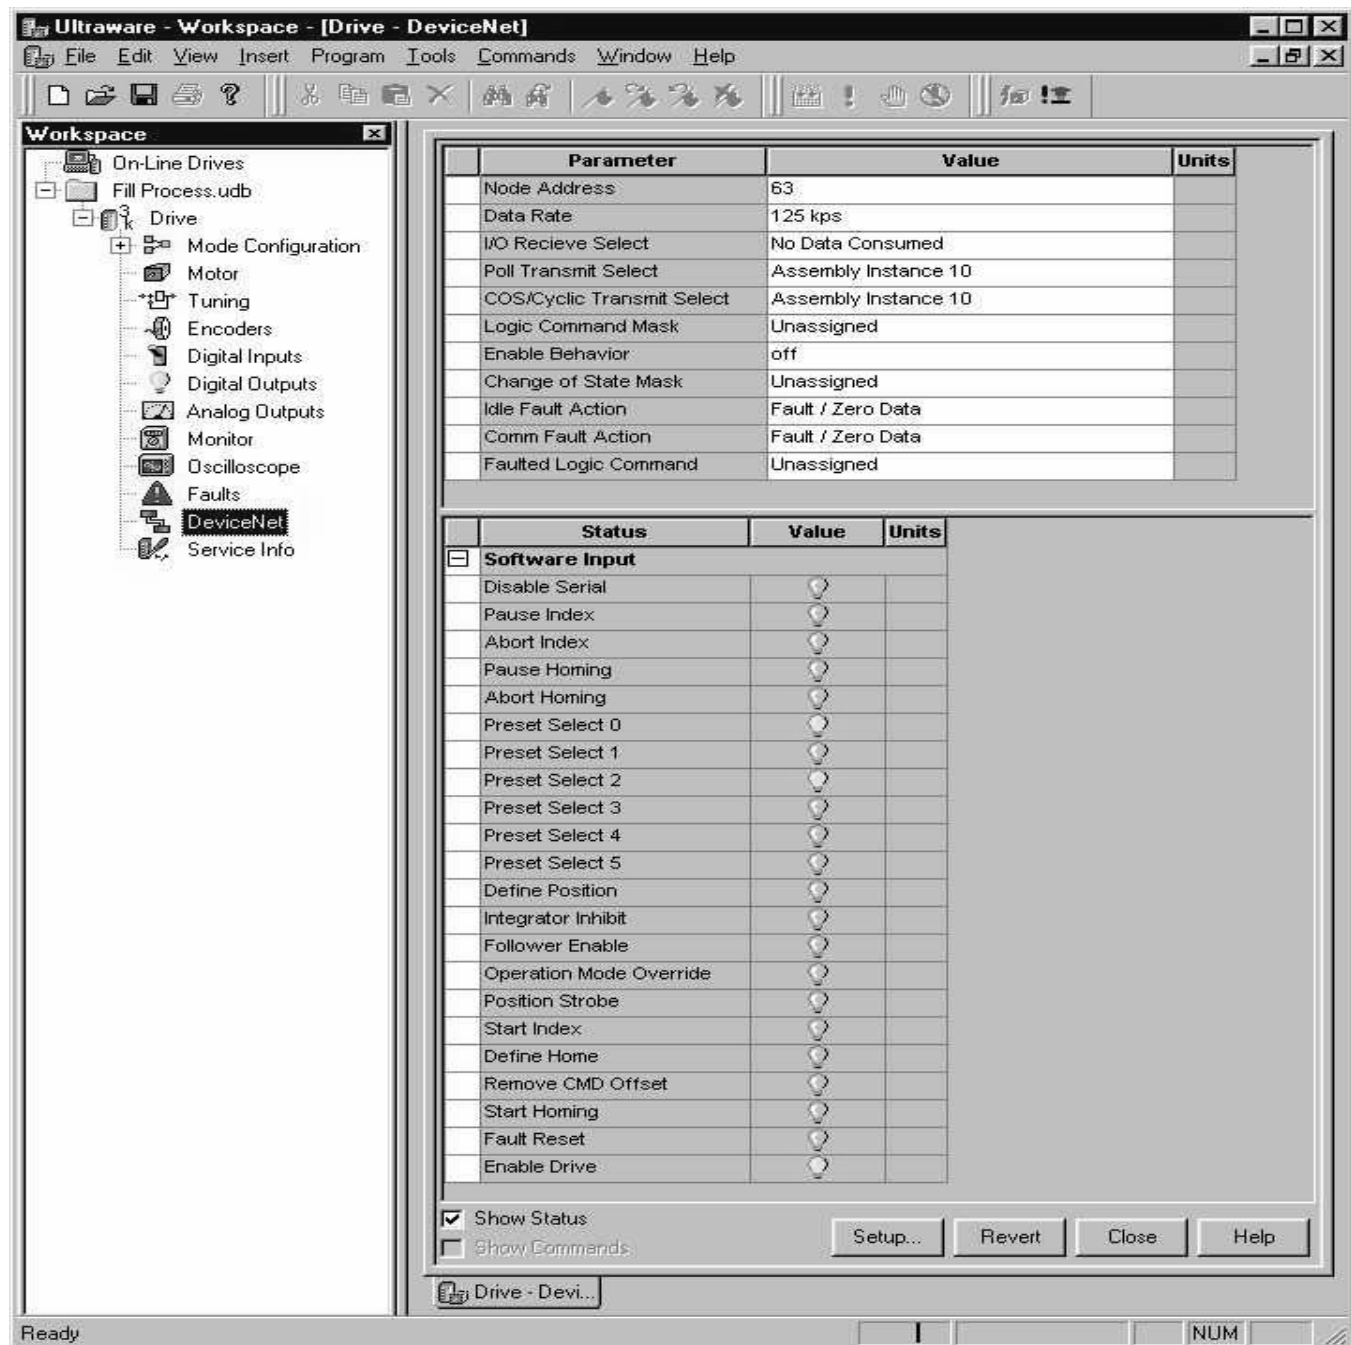 Ultraware - Workspace - [Drive - DeviceNet]
File Edit View Insert Program Tools Commands Window Help
Workspace
On-Line Drives
Fill Process.udb
Drive
Mode Configuration
Motor
Tuning
Encoders
Digital Inputs
Digital Outputs
Analog Outputs
Monitor
Oscilloscope
Faults
DeviceNet
Service Info
Parameter Value Units
Node Address 63
Data Rate 125 kps
I/O Recieve Select No Data Consumed
Poll Transmit Select Assembly Instance 10
COS/Cyclic Transmit Select Assembly Instance 10
Logic Command Mask Unassigned
Enable Behavior off
Change of State Mask Unassigned
Idle Fault Action Fault / Zero Data
Comm Fault Action Fault / Zero Data
Faulted Logic Command Unassigned
Status Value Units
Software Input
Disable Serial
Pause Index
Abort Index
Pause Homing
Abort Homing
Preset Select 0
Preset Select 1
Preset Select 2
Preset Select 3
Preset Select 4
Preset Select 5
Define Position
Integrator Inhibit
Follower Enable
Operation Mode Override
Position Strobe
Start Index
Define Home
Remove CMD Offset
Start Homing
Fault Reset
Enable Drive
Show Status
Show Commands
Setup... Revert Close Help
Drive - Devi...
Ready NUM